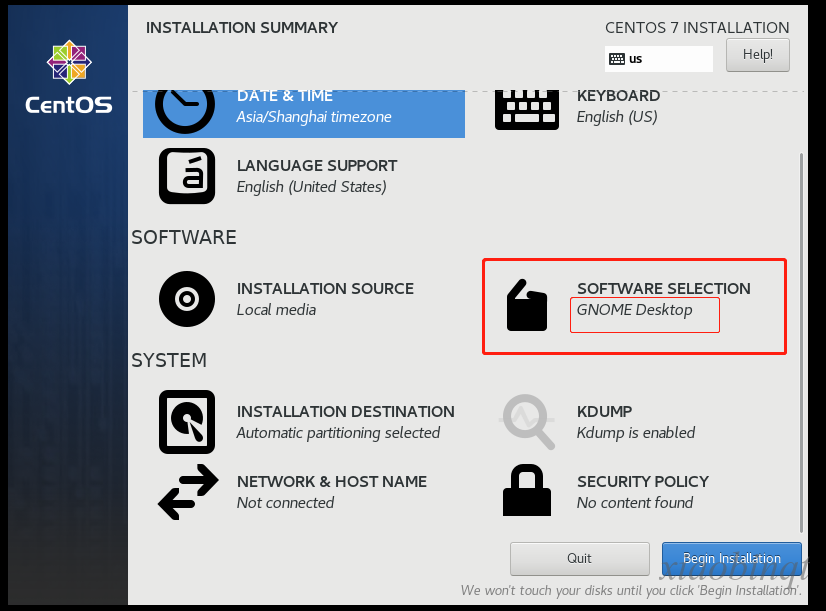 INSTALLATION SUMMARY
CENTOS 7 INSTALLATION
us
Help!
CentOS
DATE & TIME
Asia/Shanghai timezone
KEYBOARD
English (US)
LANGUAGE SUPPORT
English (United States)
SOFTWARE
INSTALLATION SOURCE
Local media
SOFTWARE SELECTION
GNOME Desktop
SYSTEM
INSTALLATION DESTINATION
Automatic partitioning selected
KDUMP
Kdump is enabled
NETWORK & HOST NAME
Not connected
SECURITY POLICY
No content found
Quit
Begin Installation
We won't touch your disks until you click 'Begin Installation'.